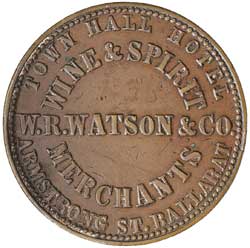 TOWN HALL HOTEL
WINE & SPIRIT
W.R.WATSON & CO
MERCHANTS
ARMSTRONG ST. BALLARAT